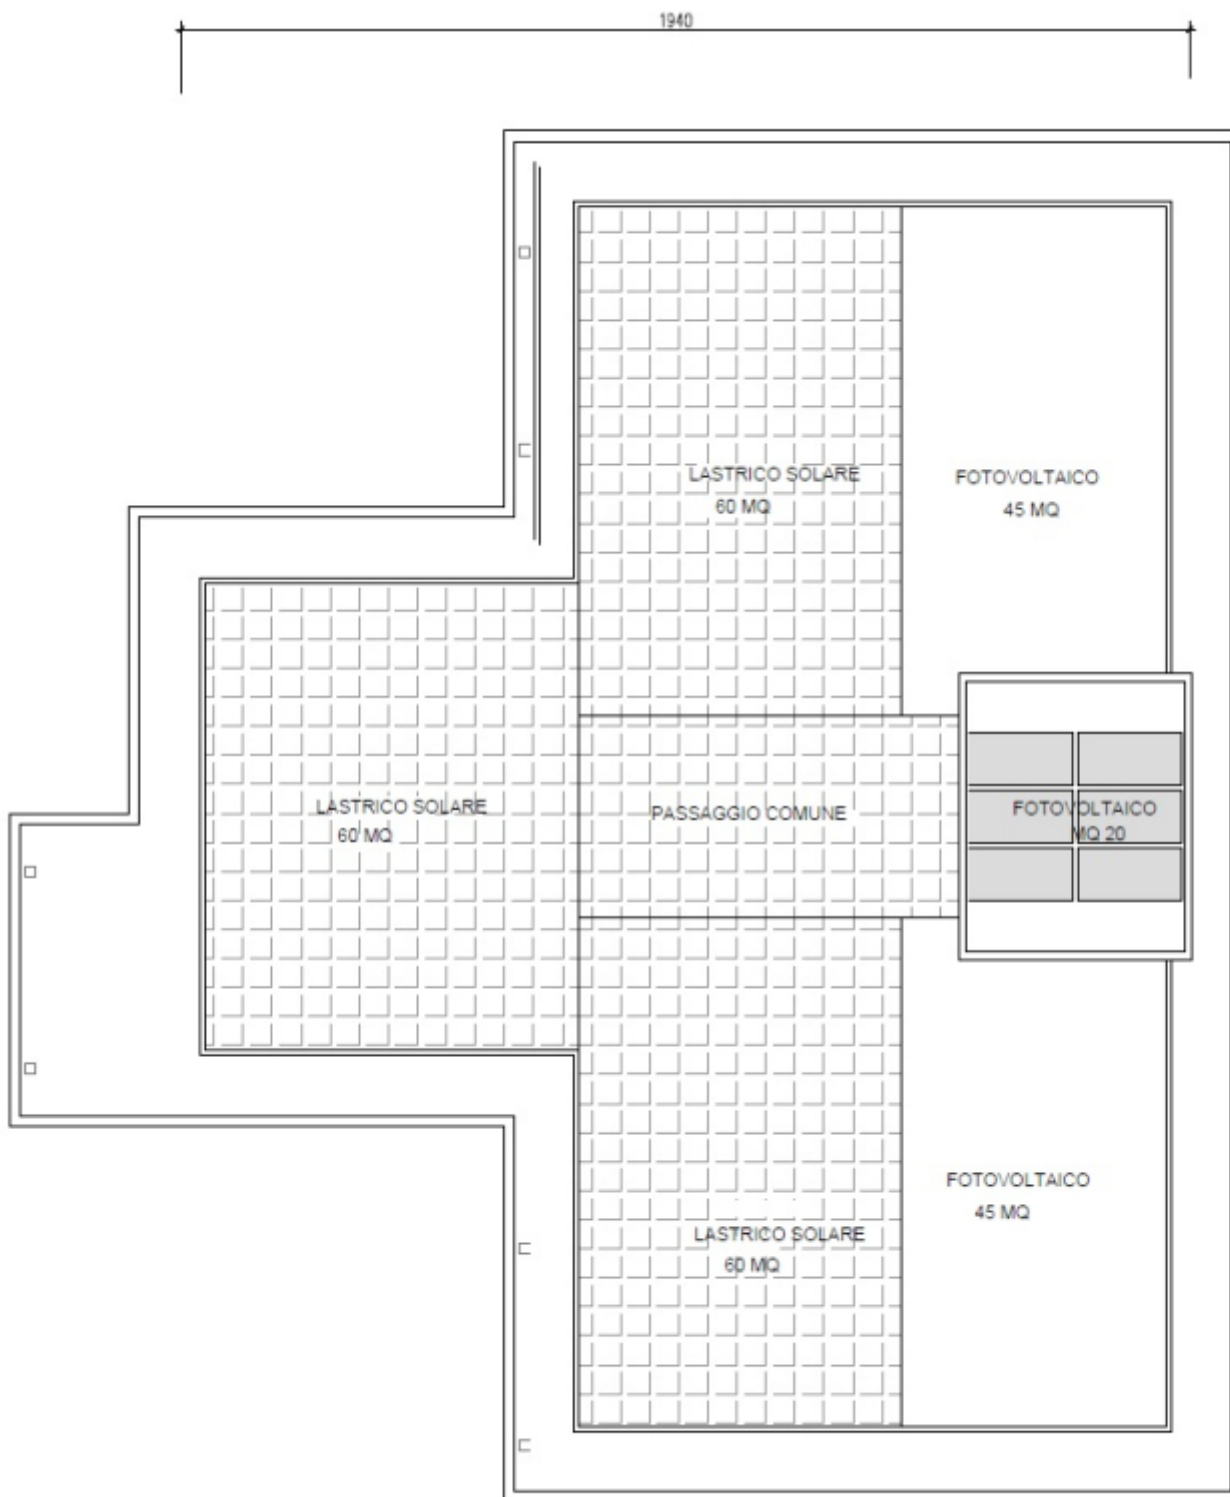 1940
LASTRICO SOLARE
60 MQ
FOTOVOLTAICO
45 MQ
LASTRICO SOLARE
60 MQ
PASSAGGIO COMUNE
FOTOVOLTAICO
MQ 20
FOTOVOLTAICO
45 MQ
LASTRICO SOLARE
60 MQ